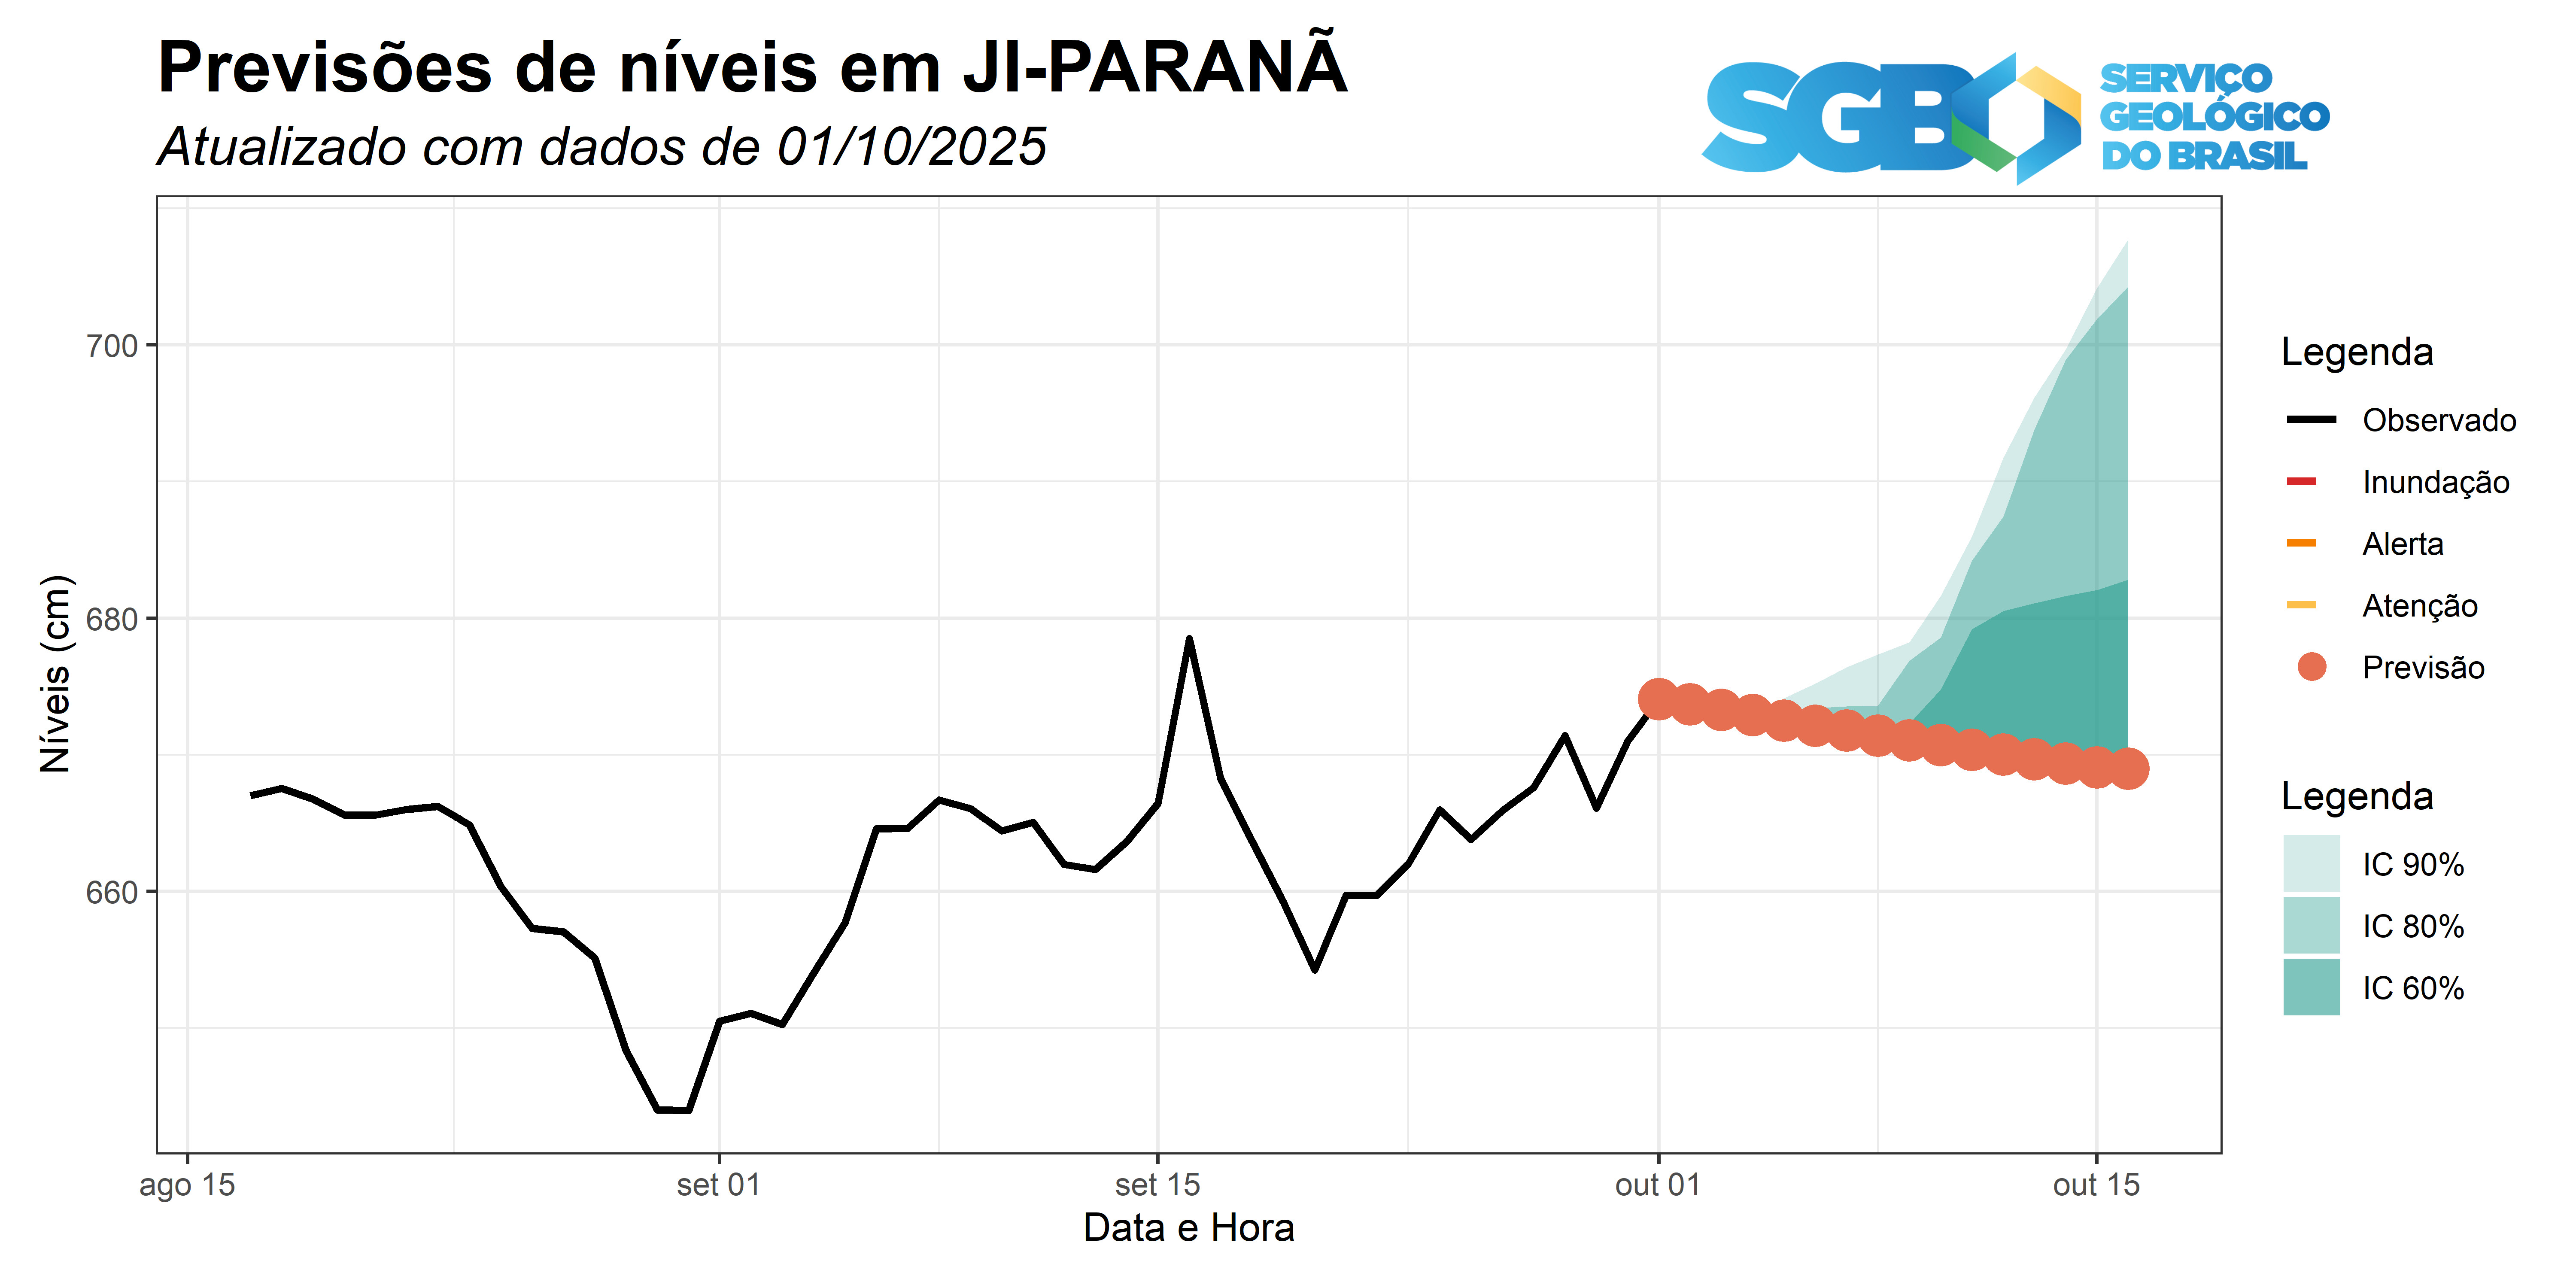 Previsões de níveis em JI-PARANÃ
Atualizado com dados de 01/10/2025
SGB
SERVIÇO
GEOLÓGICO
DO BRASIL
Níveis (cm)
700
680
660
ago 15
set 01
set 15
out 01
out 15
Data e Hora
Legenda
Observado
Inundação
Alerta
Atenção
Previsão
Legenda
IC 90%
IC 80%
IC 60%